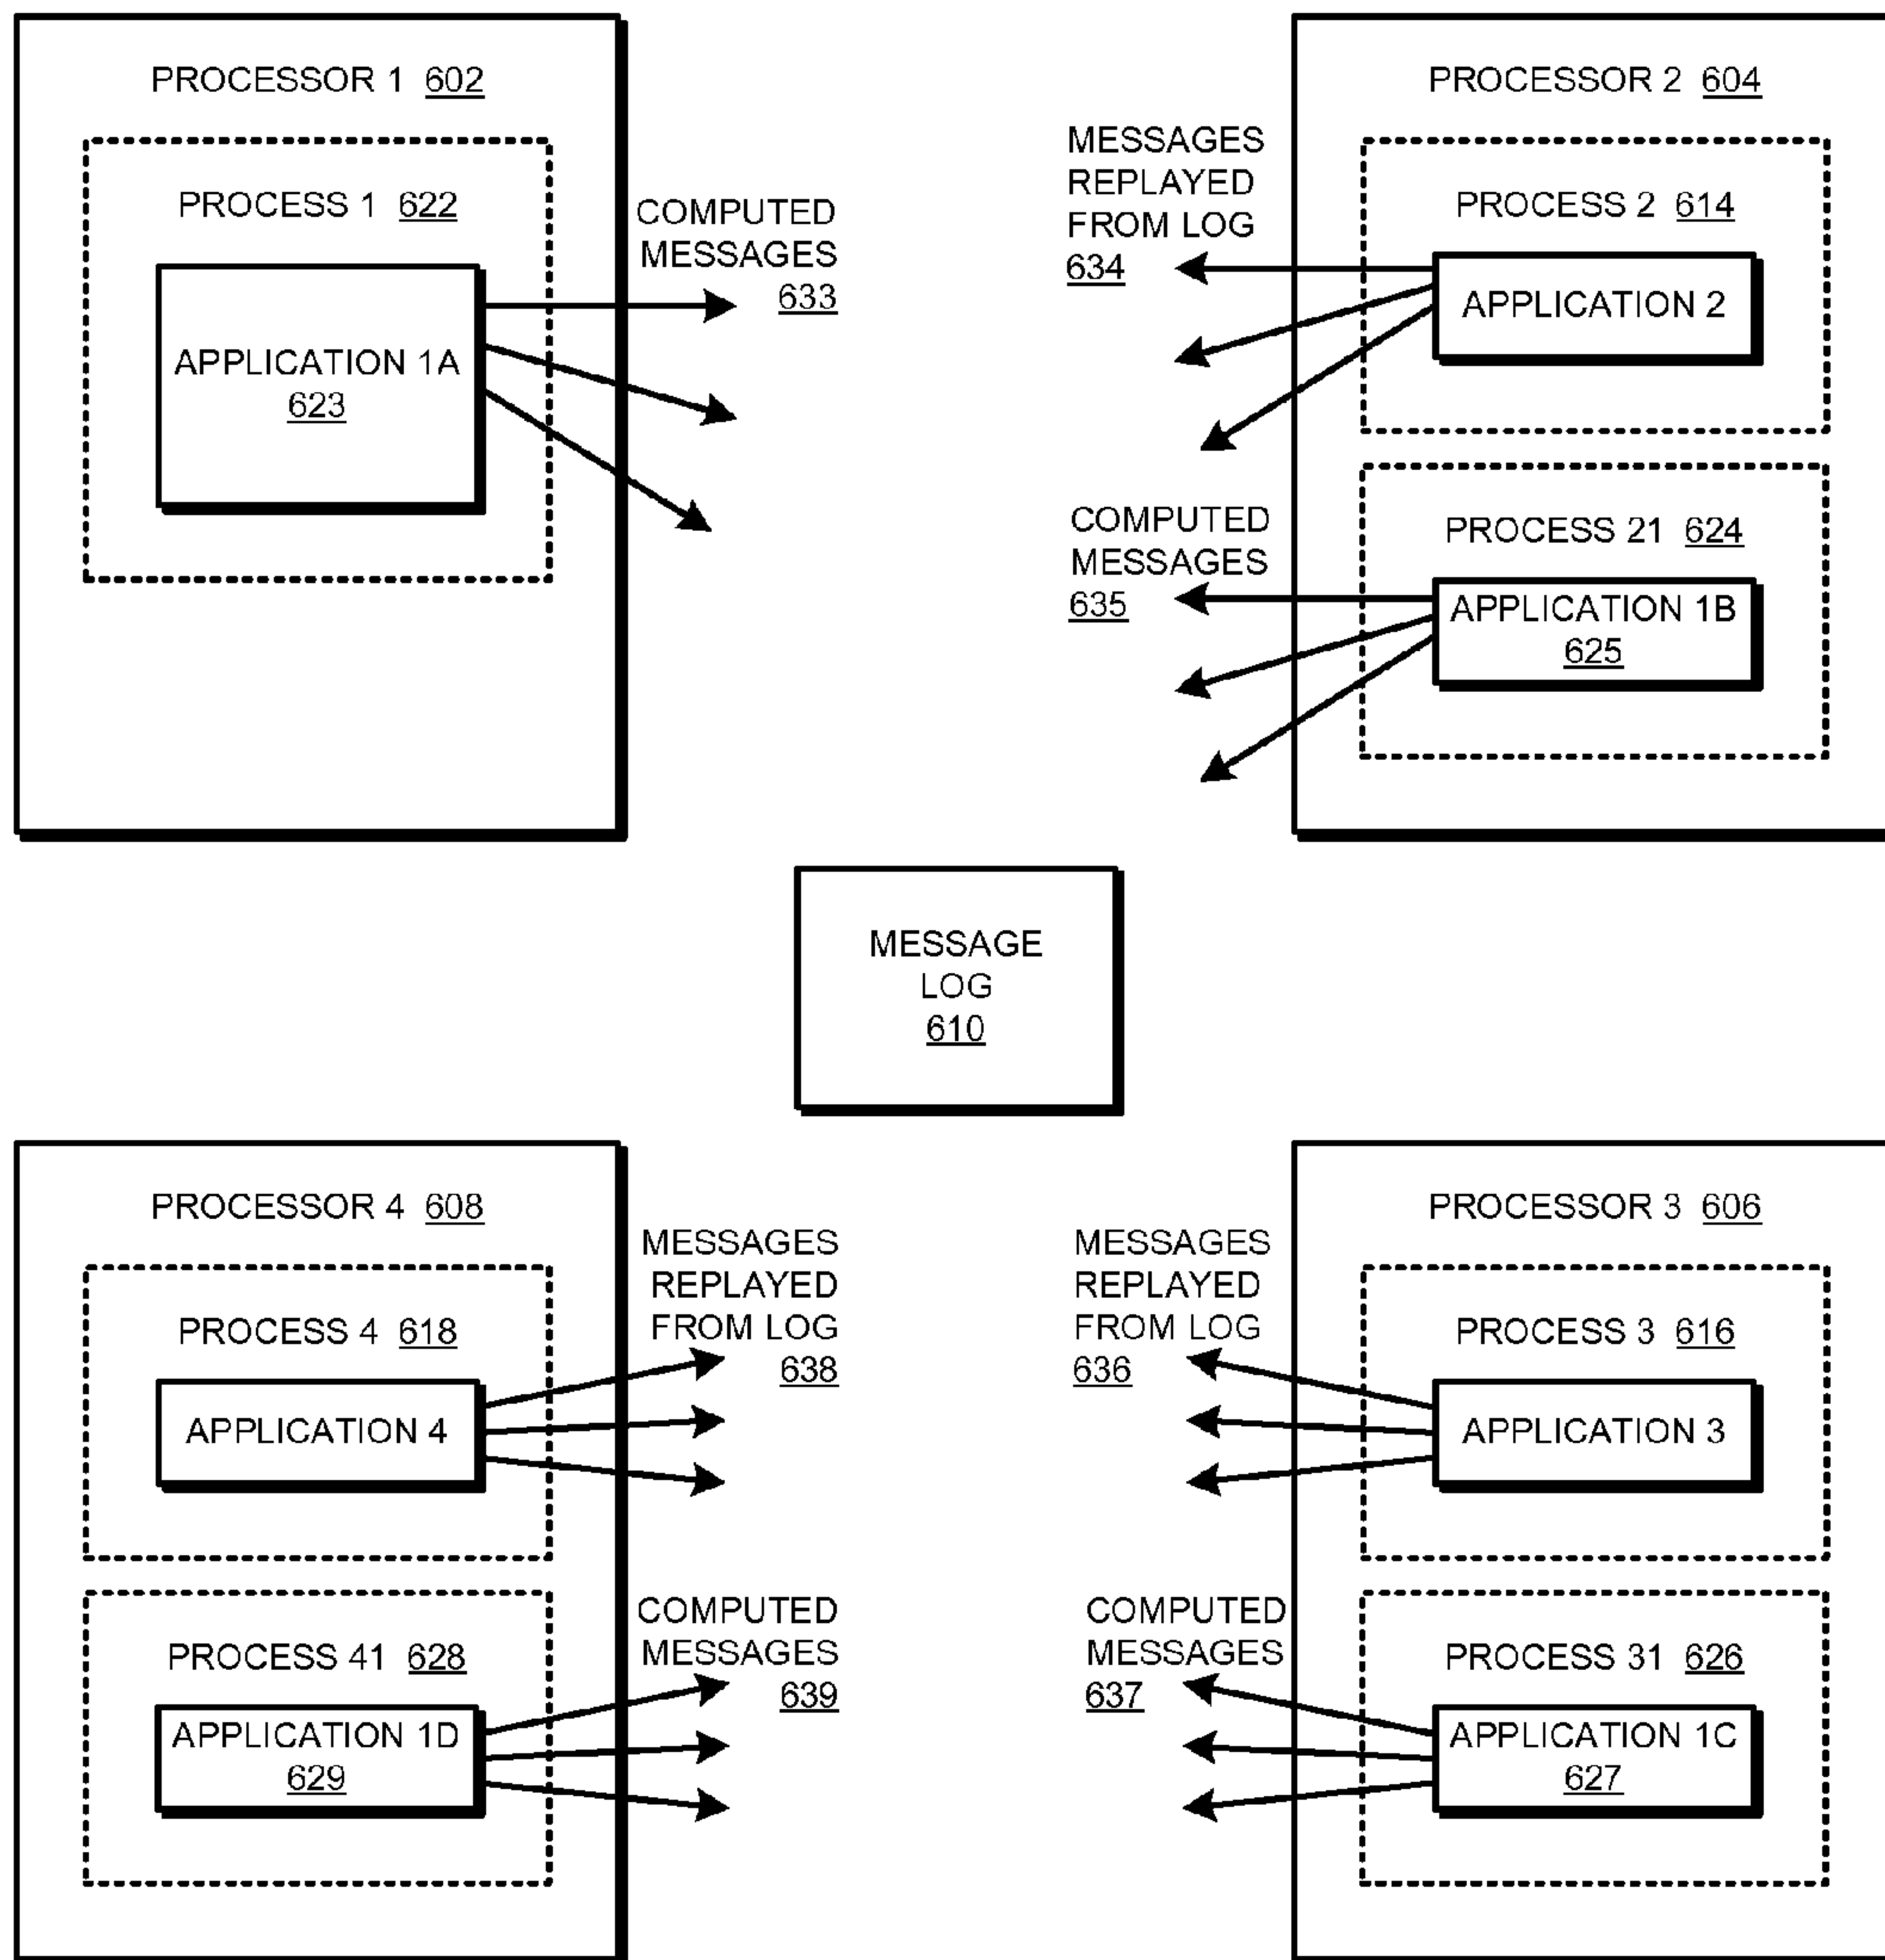 PROCESSOR 1 602
PROCESS 1 622
APPLICATION 1A
623
COMPUTED
MESSAGES
633
PROCESSOR 2 604
MESSAGES
REPLAYED
FROM LOG
634
PROCESS 2 614
APPLICATION 2
COMPUTED
MESSAGES
635
PROCESS 21 624
APPLICATION 1B
625
MESSAGE
LOG
610
PROCESSOR 4 608
PROCESS 4 618
APPLICATION 4
MESSAGES
REPLAYED
FROM LOG
638
PROCESS 41 628
APPLICATION 1D
629
COMPUTED
MESSAGES
639
PROCESSOR 3 606
MESSAGES
REPLAYED
FROM LOG
636
PROCESS 3 616
APPLICATION 3
COMPUTED
MESSAGES
637
PROCESS 31 626
APPLICATION 1C
627